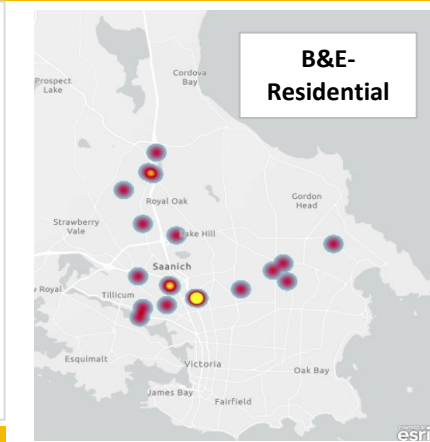 B&E-
Residential
Cordova
Bay
Prospect
Lake
Gordon
Head
Royal Oak
Strawberry
Vale
ake Hill
Saanich
Royal
Tillicum
Esquimalt
Victoria
Oak Bay
James Bay
Fairfield
esri